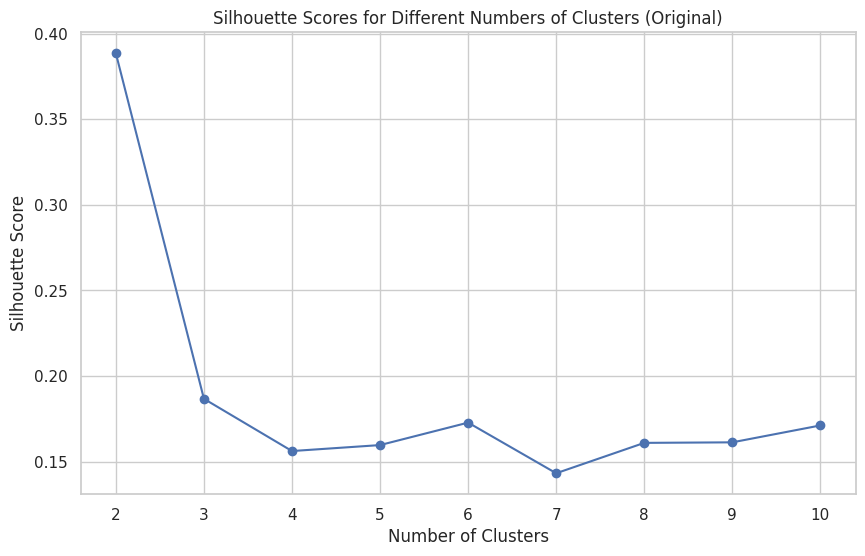 Silhouette Scores for Different Numbers of Clusters (Original)
0.40
0.35
0.30
0.25
0.20
0.15
Silhouette Score
2 3 4 5 6 7 8 9 10
Number of Clusters